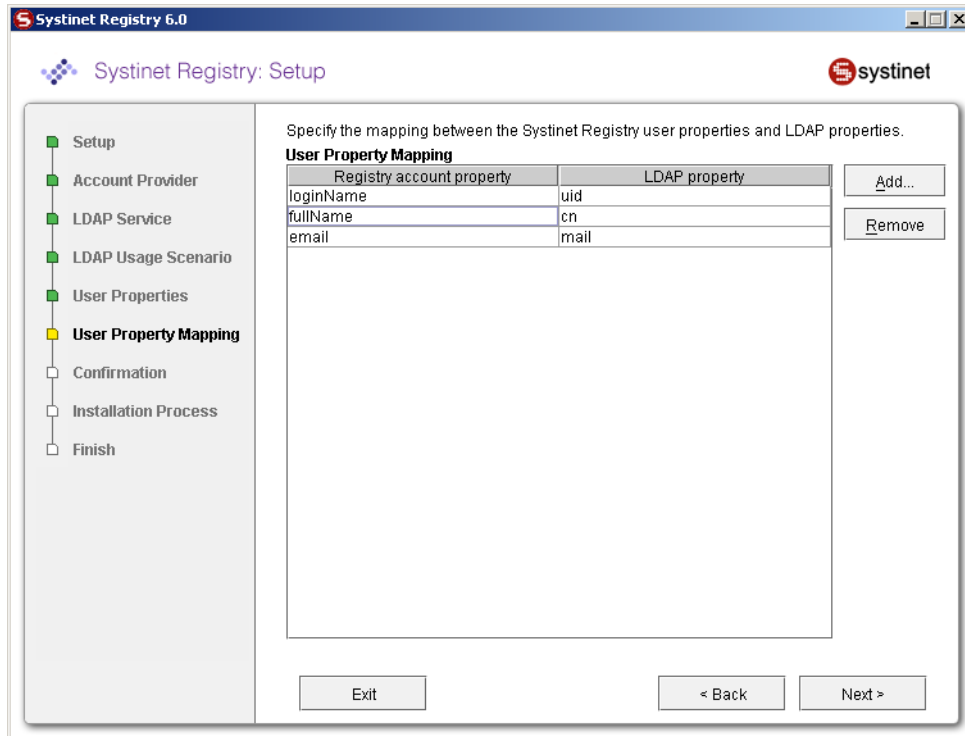 Systinet Registry 6.0
Systinet Registry: Setup
systinet
Setup
Account Provider
LDAP Service
LDAP Usage Scenario
User Properties
User Property Mapping
Confirmation
Installation Process
Finish
Specify the mapping between the Systinet Registry user properties and LDAP properties.
User Property Mapping
Registry account property LDAP property
loginName uid
fullName cn
email mail
Add...
Remove
Exit < Back Next >